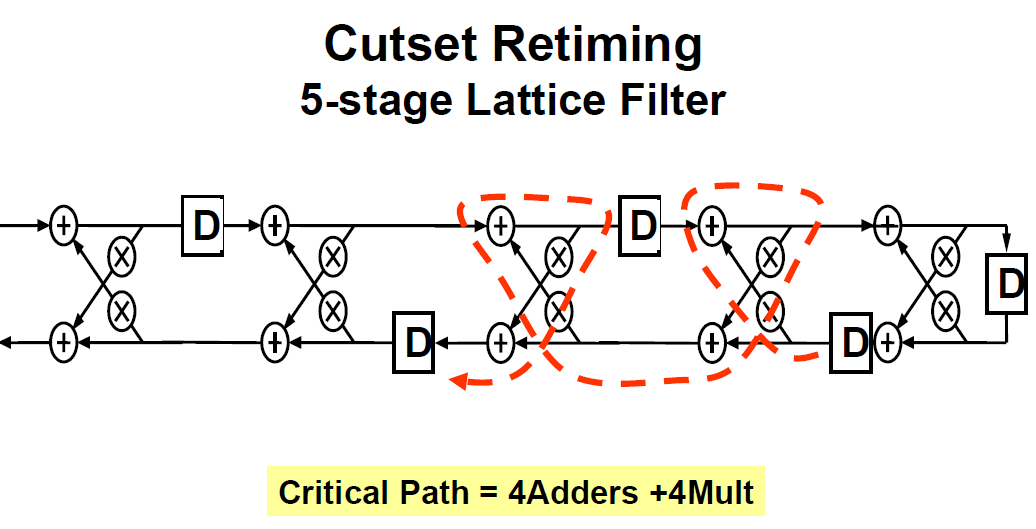 Cutset Retiming
5-stage Lattice Filter
D
D
D
D
D
Critical Path = 4Adders +4Mult